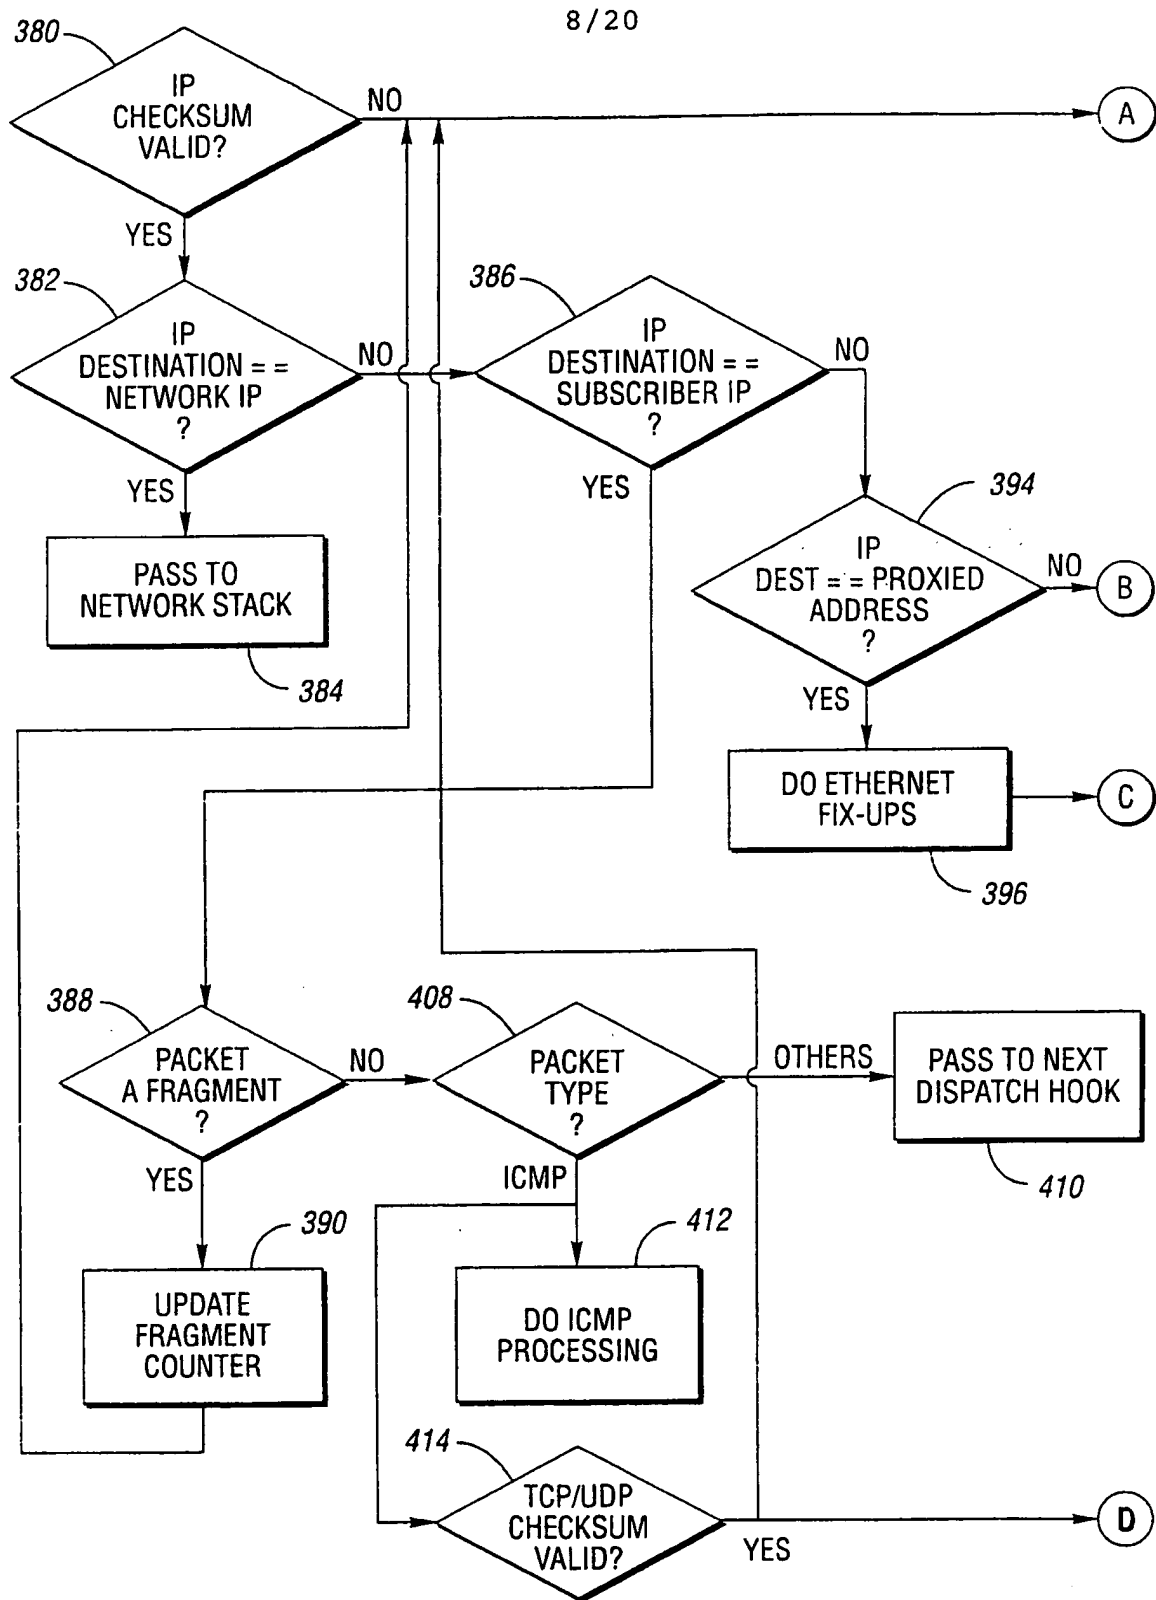 8/20
380
IP
CHECKSUM
VALID?
NO
A
YES
382
IP
DESTINATION = =
NETWORK IP
?
NO
386
IP
DESTINATION = =
SUBSCRIBER IP
?
NO
YES
YES
394
IP
DEST = = PROXIED
ADDRESS
?
NO
B
PASS TO
NETWORK STACK
384
YES
DO ETHERNET
FIX-UPS
C
396
388
PACKET
A FRAGMENT
?
NO
408
PACKET
TYPE
?
OTHERS
PASS TO NEXT
DISPATCH HOOK
410
YES
ICMP
390
UPDATE
FRAGMENT
COUNTER
412
DO ICMP
PROCESSING
414
TCP/UDP
CHECKSUM
VALID?
YES
D